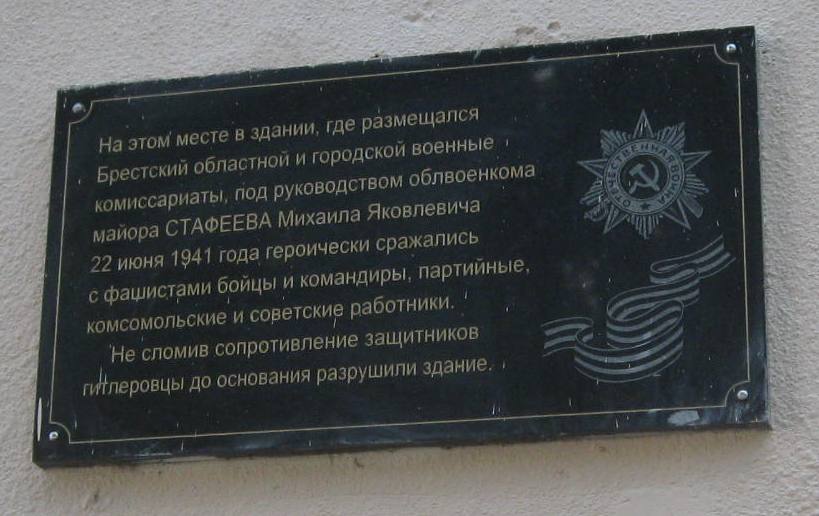 На этом месте в здании, где размещался
Брестский областной и городской военные
комиссариаты, под руководством облвоенкома
майора СТАФЕЕВА Михаила Яковлевича
22 июня 1941 года героически сражались
с фашистами бойцы и командиры, партийные,
комсомольские и советские работники.
Не сломив сопротивление защитников
гитлеровцы до основания разрушили здание.
ОТЕЧЕСТВЕННАЯ ВОЙНА